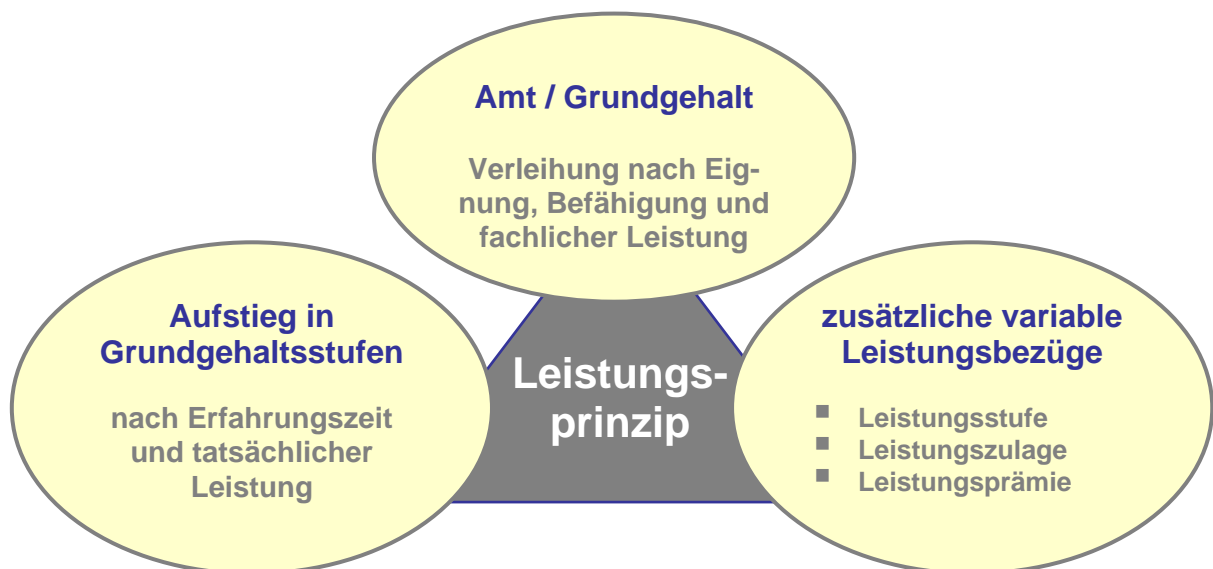 Amt / Grundgehalt
Verleihung nach Eig-
nung, Befähigung und
fachlicher Leistung
Aufstieg in
Grundgehaltsstufen
nach Erfahrungszeit
und tatsächlicher
Leistung
Leistungs-
prinzip
zusätzliche variable
Leistungsbezüge
▪ Leistungsstufe
▪ Leistungszulage
▪ Leistungsprämie